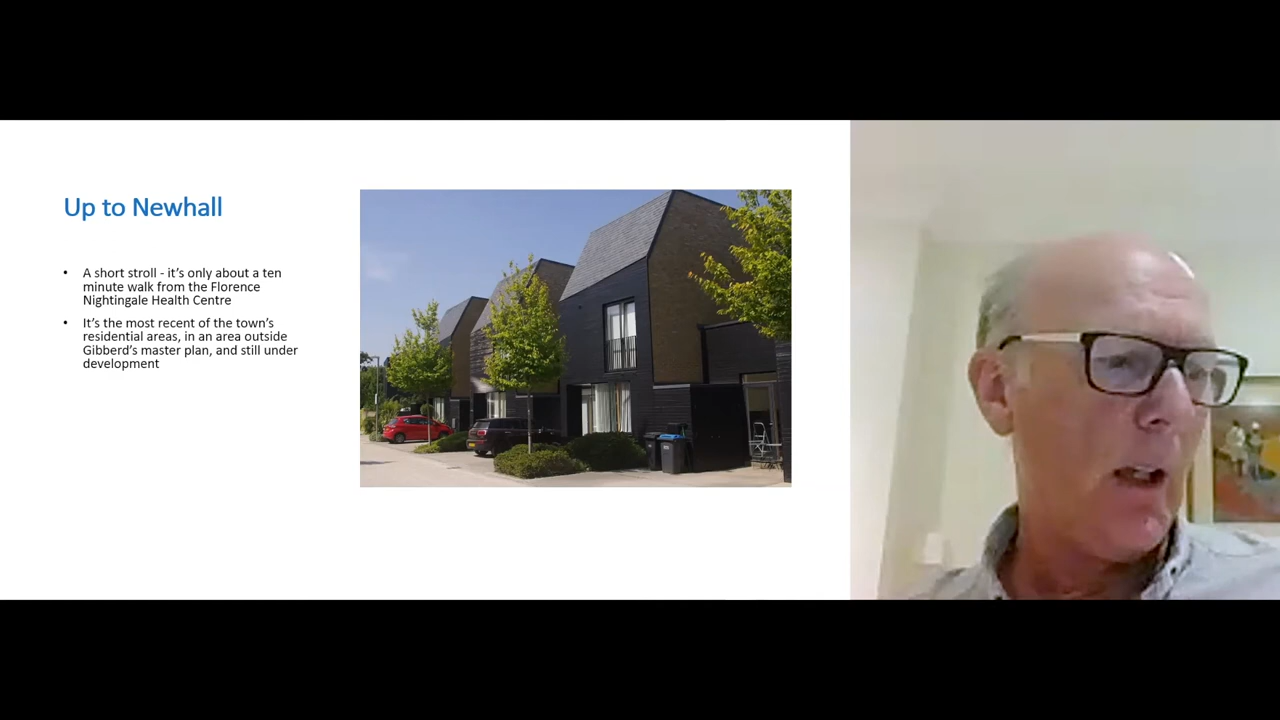 Up to Newhall
• A short stroll - it's only about a ten
minute walk from the Florence
Nightingale Health Centre
• It's the most recent of the town's
residential areas, in an area outside
Gibberd's master plan, and still under
development